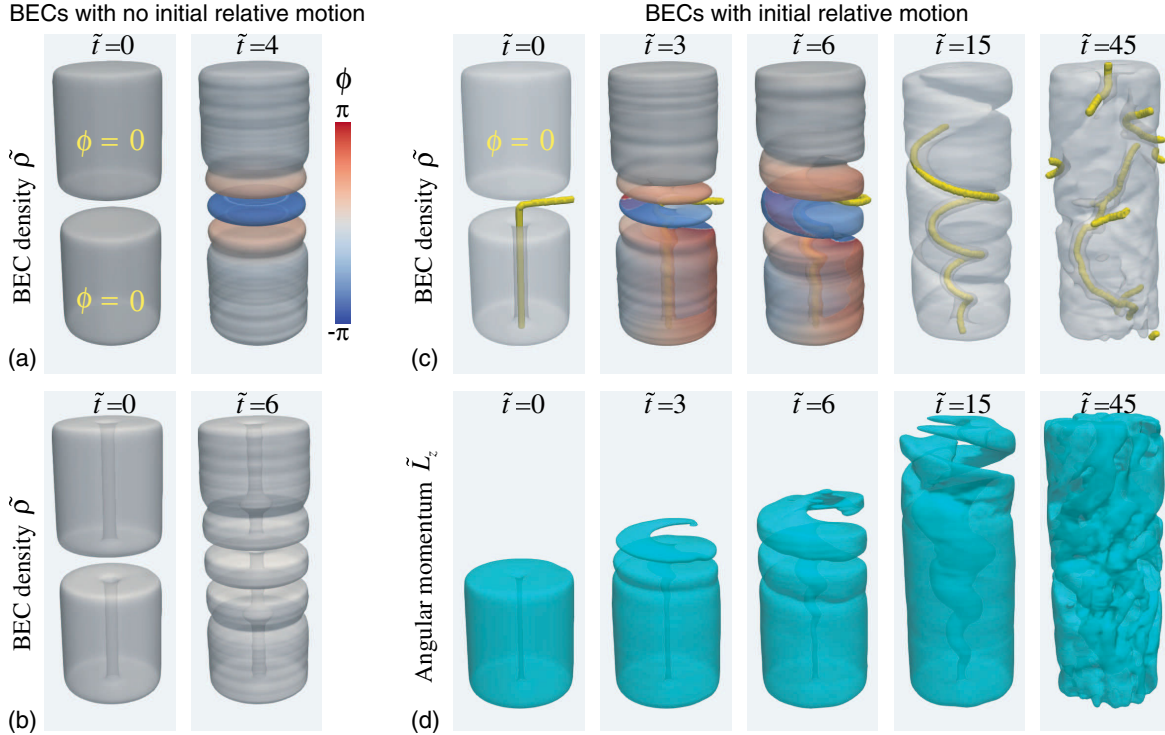 BECs with no initial relative motion
BECs with initial relative motion
t̃=0
t̃=4
ϕ
π
-π
ϕ = 0
ϕ = 0
BEC density ρ̃
(a)
t̃=0
t̃=3
t̃=6
t̃=15
t̃=45
ϕ = 0
BEC density ρ̃
(c)
t̃=0
t̃=6
BEC density ρ̃
(b)
t̃=0
t̃=3
t̃=6
t̃=15
t̃=45
Angular momentum L̃z
(d)